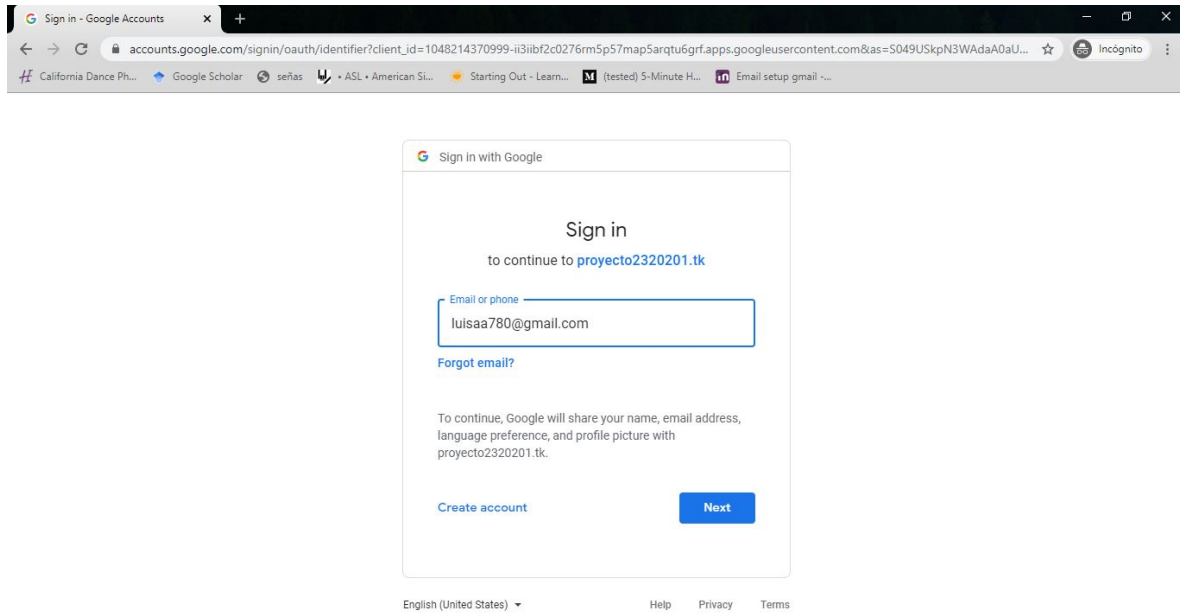 Sign in - Google Accounts
accounts.google.com/signin/oauth/identifier?client_id=1048214370999-ii3iibf2c0276rm5p57map5arqtu6grf.apps.googleusercontent.com&as=S049USkpN3WAdaA0aU...
Incógnito
California Dance Ph... Google Scholar señas • ASL • American Si... Starting Out - Learn... (tested) 5-Minute H... Email setup gmail -...
Sign in with Google
Sign in
to continue to proyecto2320201.tk
Email or phone
luisaa780@gmail.com
Forgot email?
To continue, Google will share your name, email address,
language preference, and profile picture with
proyecto2320201.tk.
Create account Next
English (United States) Help Privacy Terms